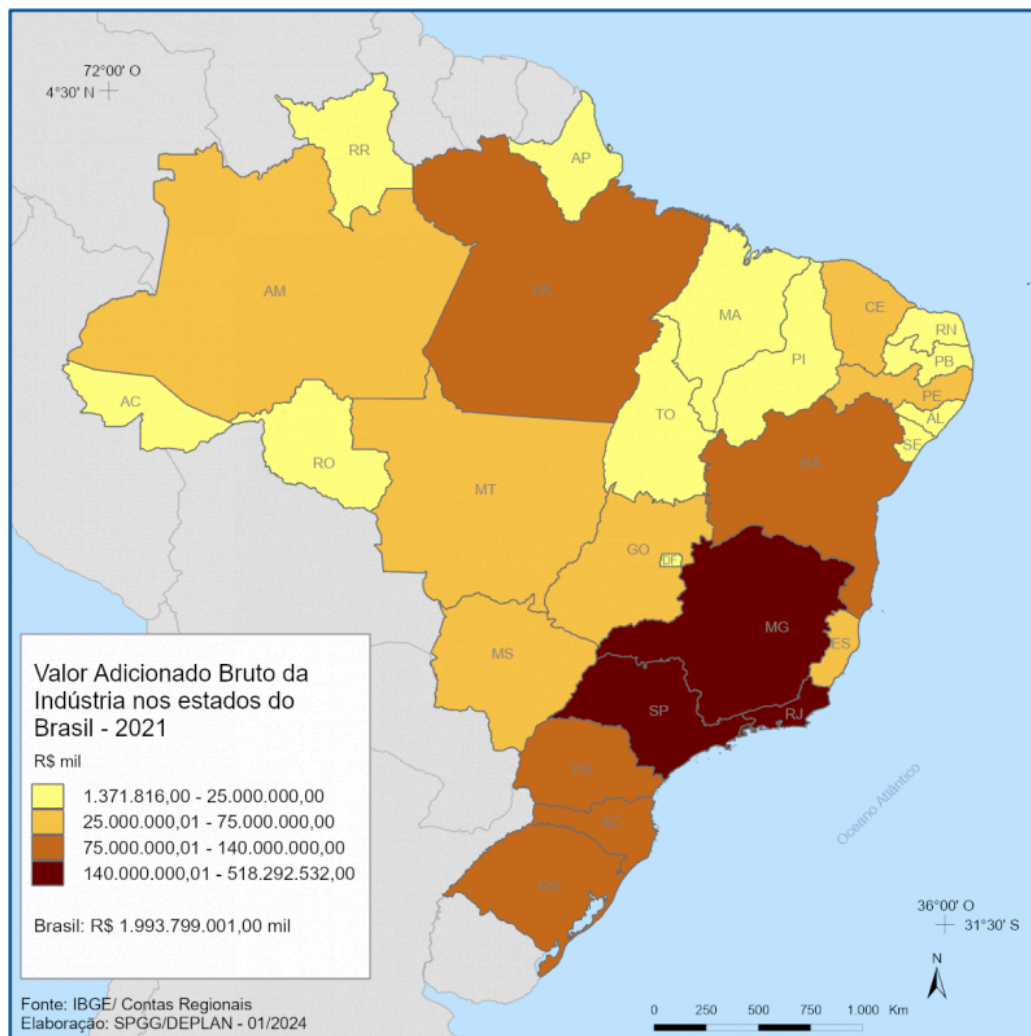 72°00' O
4°30' N
RR
AP
AM
PA
MA
CE
RN
PB
PI
PE
AL
SE
AC
TO
RO
BA
MT
GO
DF
MG
ES
MS
SP
RJ
PR
SC
RS
Oceano Atlântico
Valor Adicionado Bruto da
Indústria nos estados do
Brasil - 2021
R$ mil
1.371.816,00 - 25.000.000,00
25.000.000,01 - 75.000.000,00
75.000.000,01 - 140.000.000,00
140.000.000,01 - 518.292.532,00
Brasil: R$ 1.993.799.001,00 mil
36°00' O
31°30' S
N
Fonte: IBGE/ Contas Regionais
Elaboração: SPGG/DEPLAN - 01/2024
0 250 500 750 1.000 Km